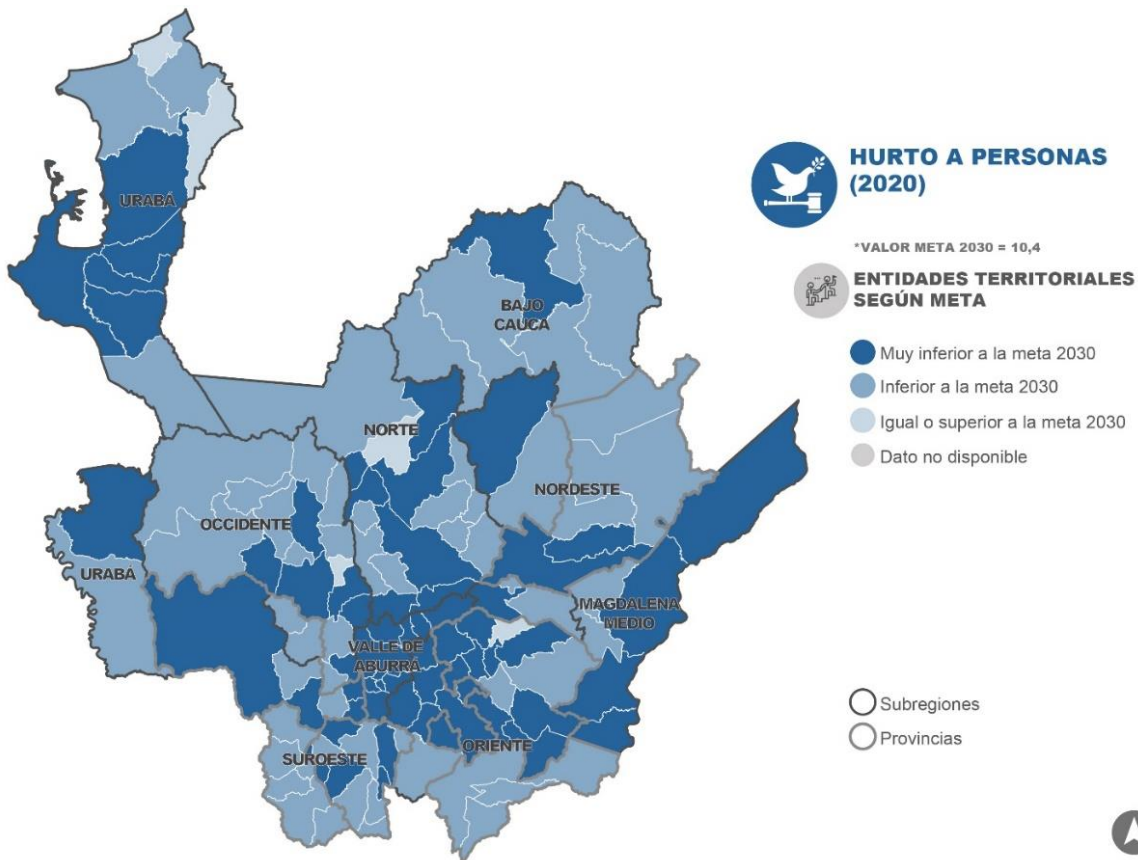 HURTO A PERSONAS
(2020)
*VALOR META 2030 = 10,4
ENTIDADES TERRITORIALES
SEGÚN META
Muy inferior a la meta 2030
Inferior a la meta 2030
Igual o superior a la meta 2030
Dato no disponible
Subregiones
Provincias
URABÁ
BAJO
CAUCA
NORTE
NORDESTE
OCCIDENTE
URABÁ
MAGDALENA
MEDIO
VALLE DE
ABURRÁ
SUROESTE
ORIENTE